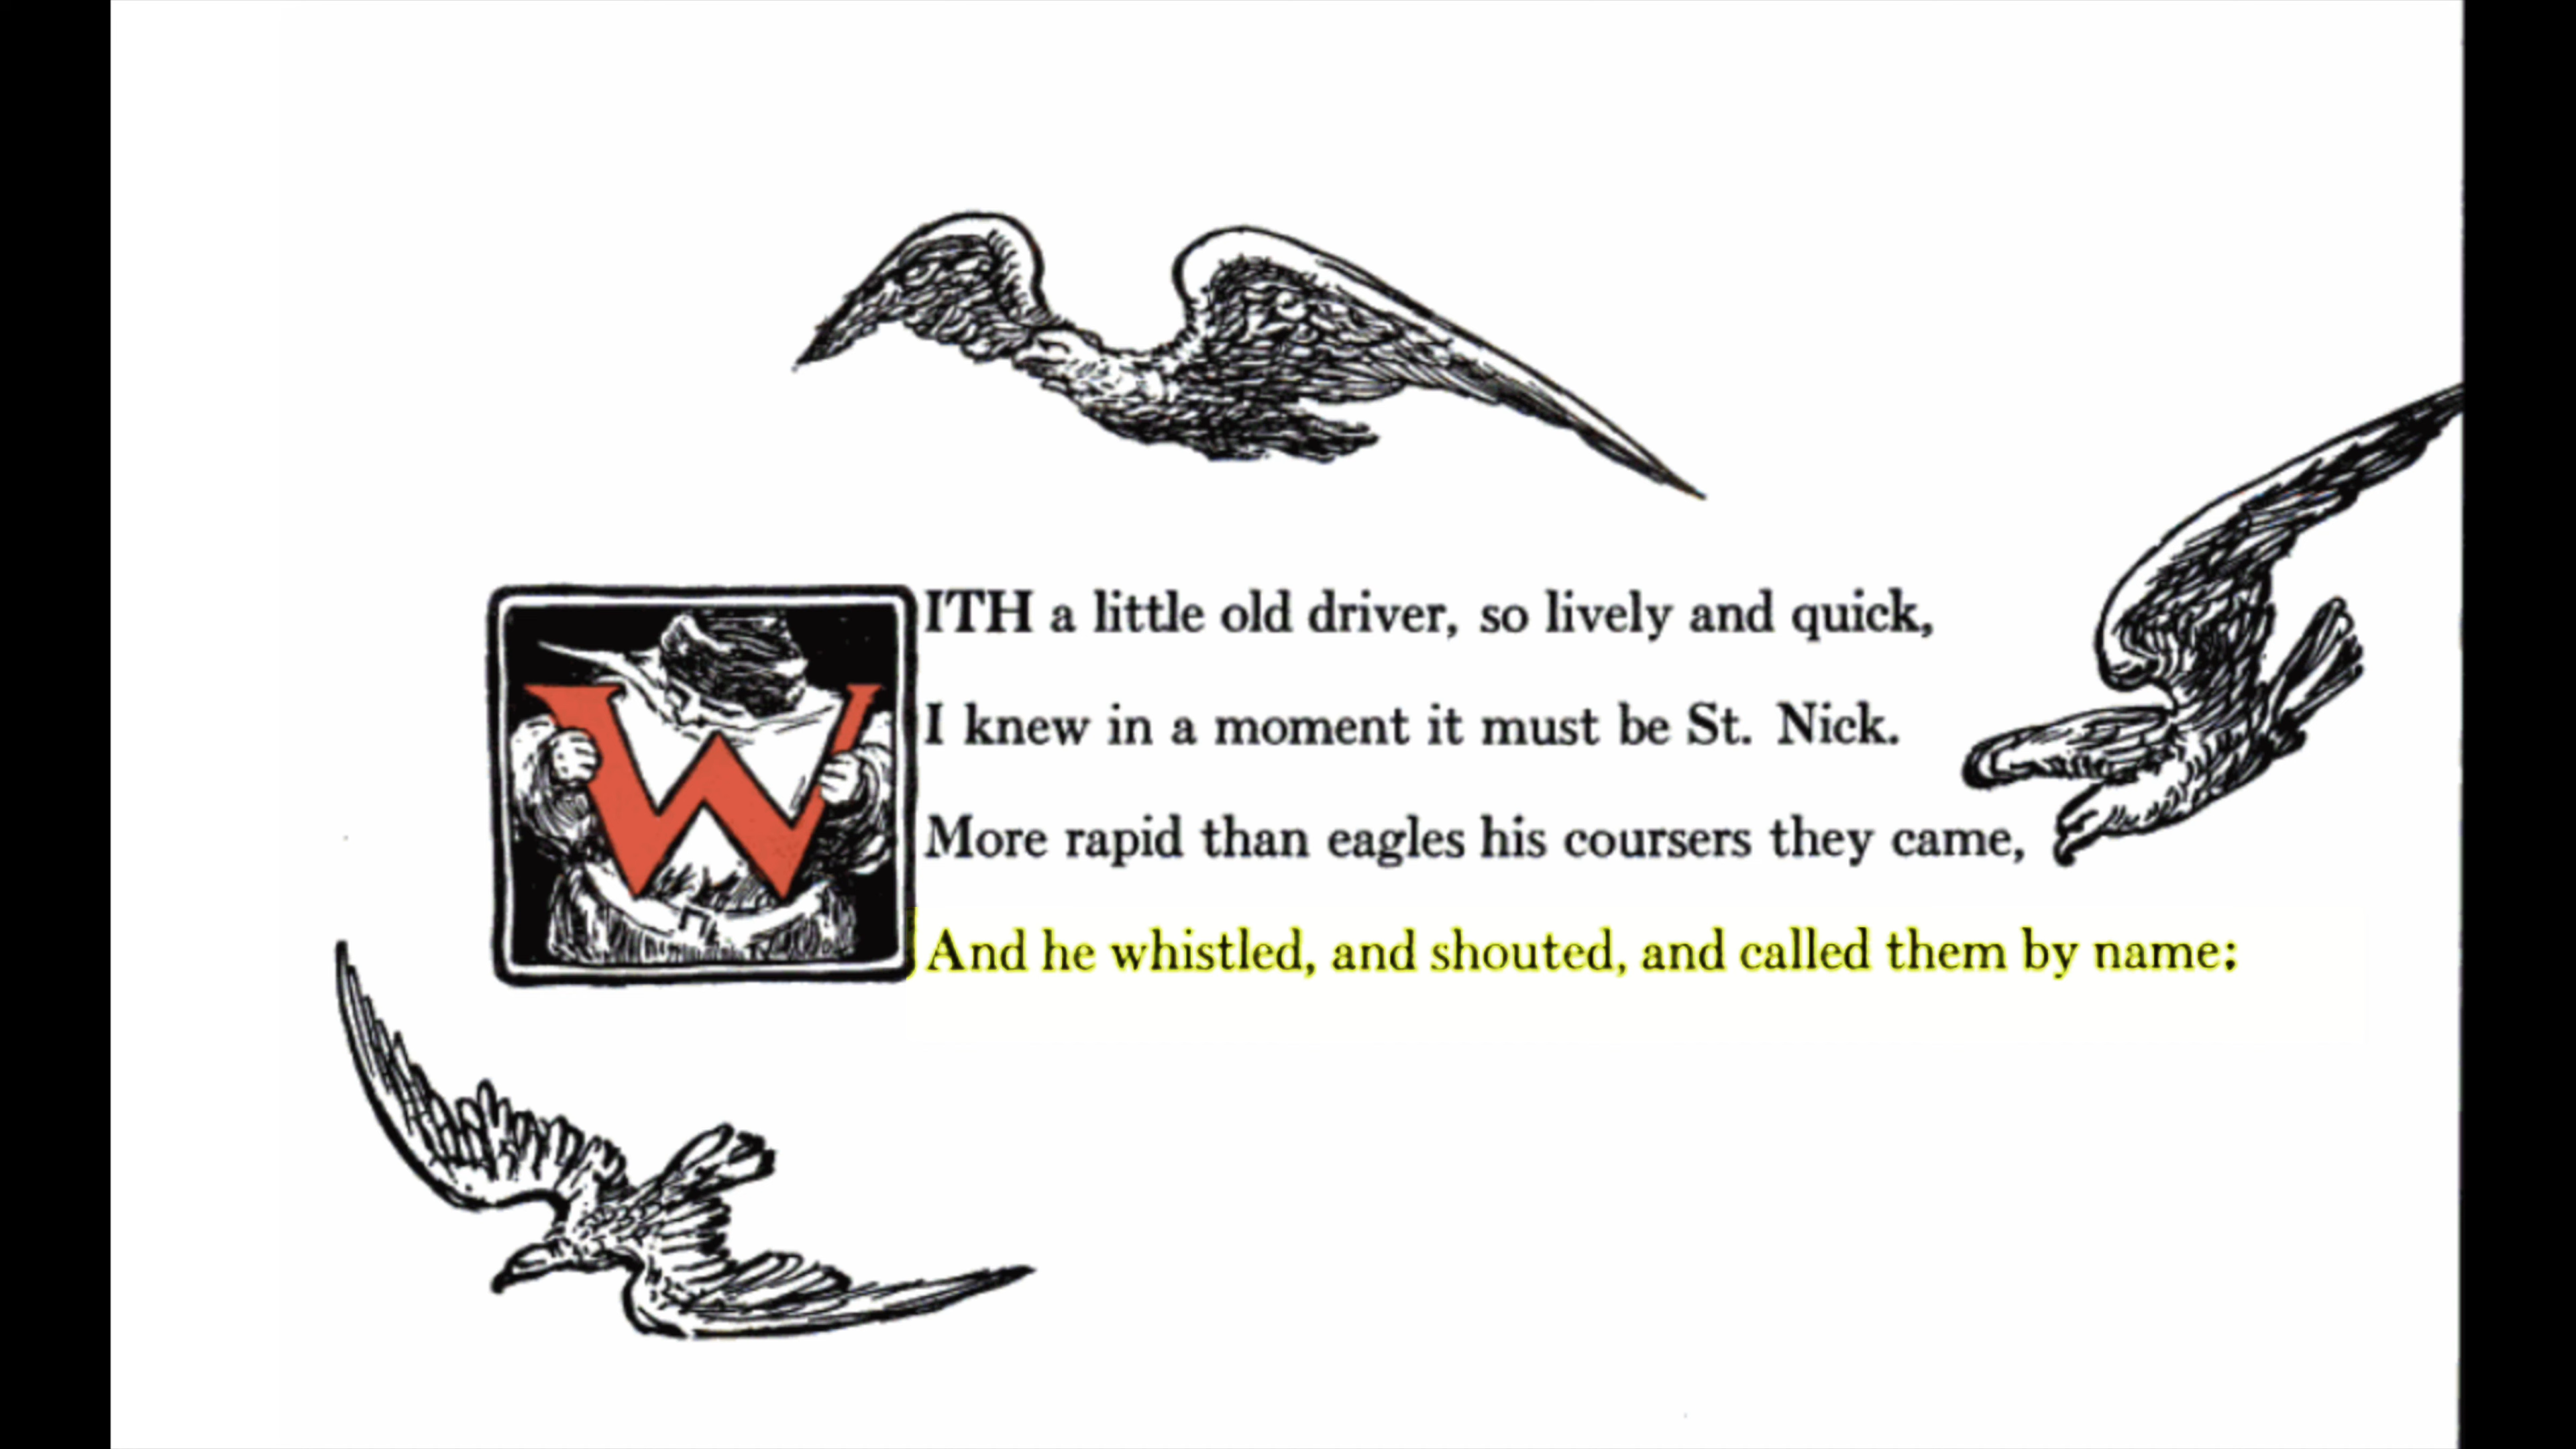 WITH a little old driver, so lively and quick,
I knew in a moment it must be St. Nick.
More rapid than eagles his coursers they came,
And he whistled, and shouted, and called them by name;